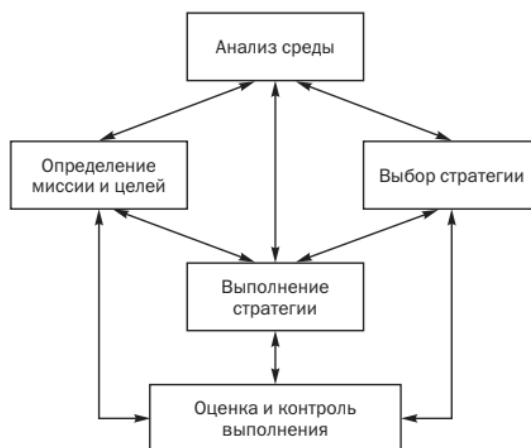 Анализ среды
Определение
миссии и целей
Выбор стратегии
Выполнение
стратегии
Оценка и контроль
выполнения